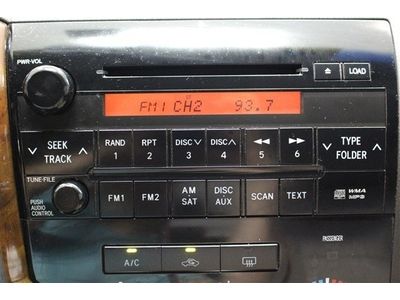 PWR·VOL
LOAD
FM1 CH2 93.7
SEEK TRACK
RAND 1
RPT 2
DISC 3
DISC 4
5
6
TYPE FOLDER
TUNE·FILE
PUSH AUDIO CONTROL
FM1
FM2
AM SAT
DISC AUX
SCAN
TEXT
WMA
MP3
PASSENGER
A/C